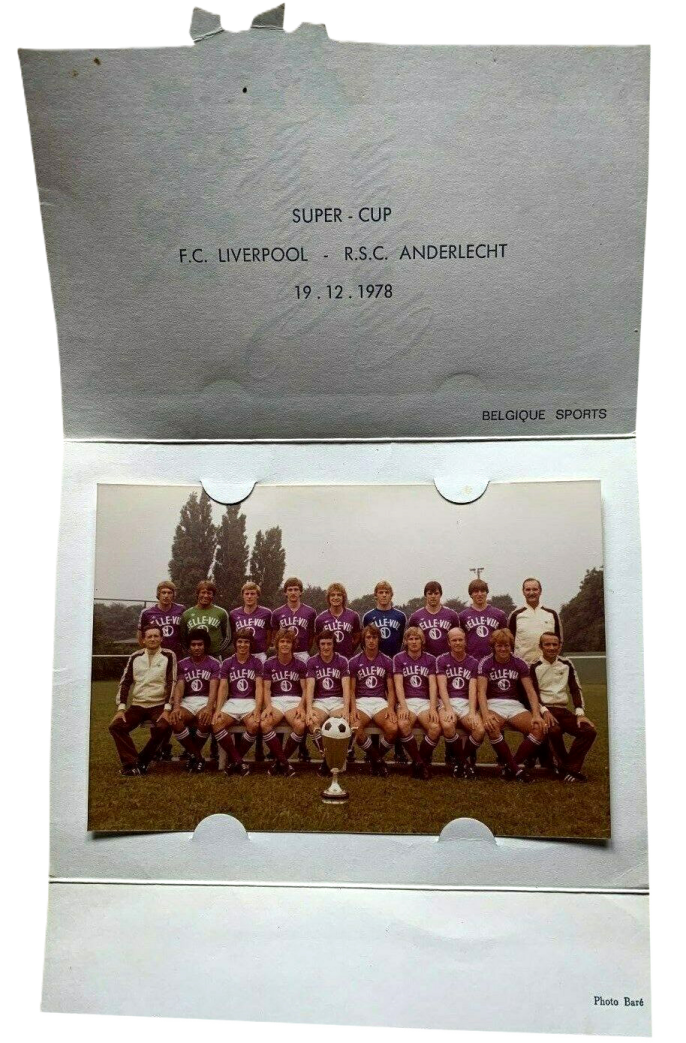 SUPER - CUP
F.C. LIVERPOOL - R.S.C. ANDERLECHT
19.12.1978
BELGIQUE SPORTS
Photo Baré